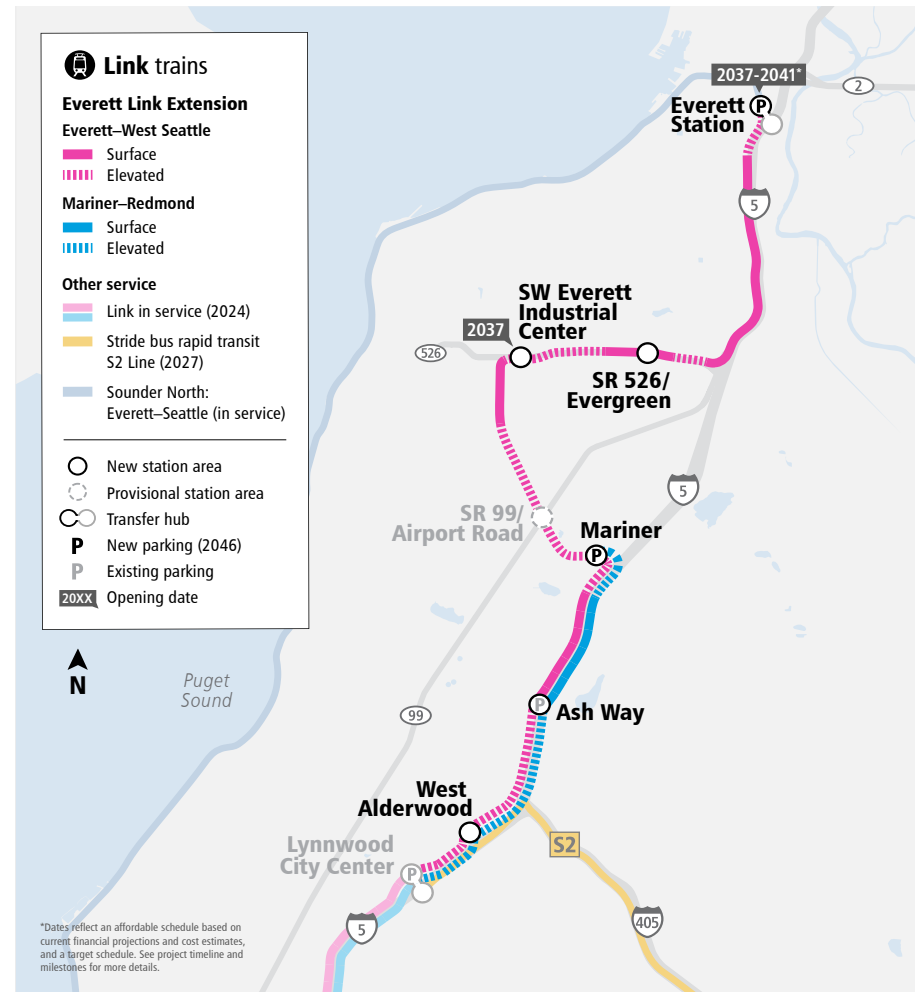 Link trains
Everett Link Extension
Everett–West Seattle
Surface
Elevated
Mariner–Redmond
Surface
Elevated
Other service
Link in service (2024)
Stride bus rapid transit
S2 Line (2027)
Sounder North:
Everett–Seattle (in service)
New station area
Provisional station area
Transfer hub
P New parking (2046)
P Existing parking
20XX Opening date
N
Puget
Sound
2037-2041*
2
Everett
Station
P
5
SW Everett
Industrial
Center
2037
526
SR 526/
Evergreen
5
SR 99/
Airport Road
Mariner
P
99
P
Ash Way
West
Alderwood
Lynnwood
City Center
P
S2
5
405
*Dates reflect an affordable schedule based on
current financial projections and cost estimates,
and a target schedule. See project timeline and
milestones for more details.